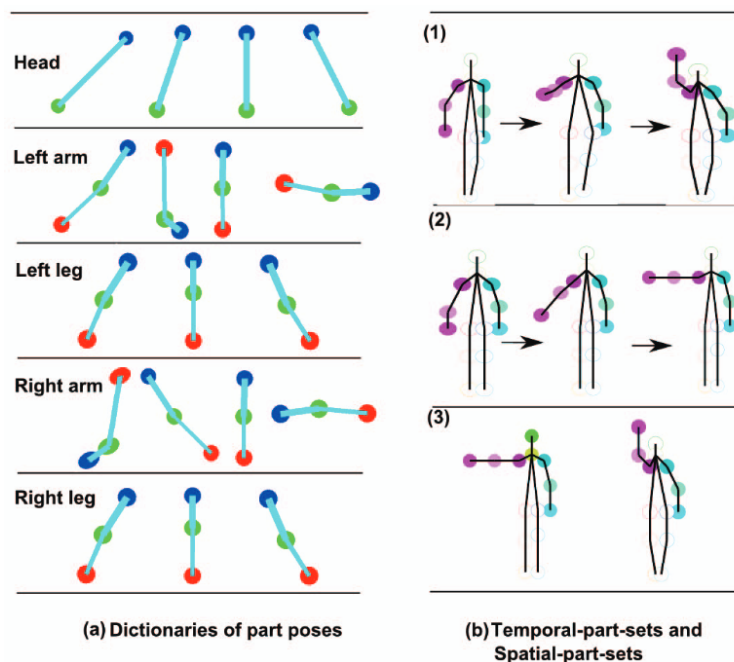 Head
Left arm
Left leg
Right arm
Right leg
(a) Dictionaries of part poses
(1)
(2)
(3)
(b) Temporal-part-sets and
Spatial-part-sets